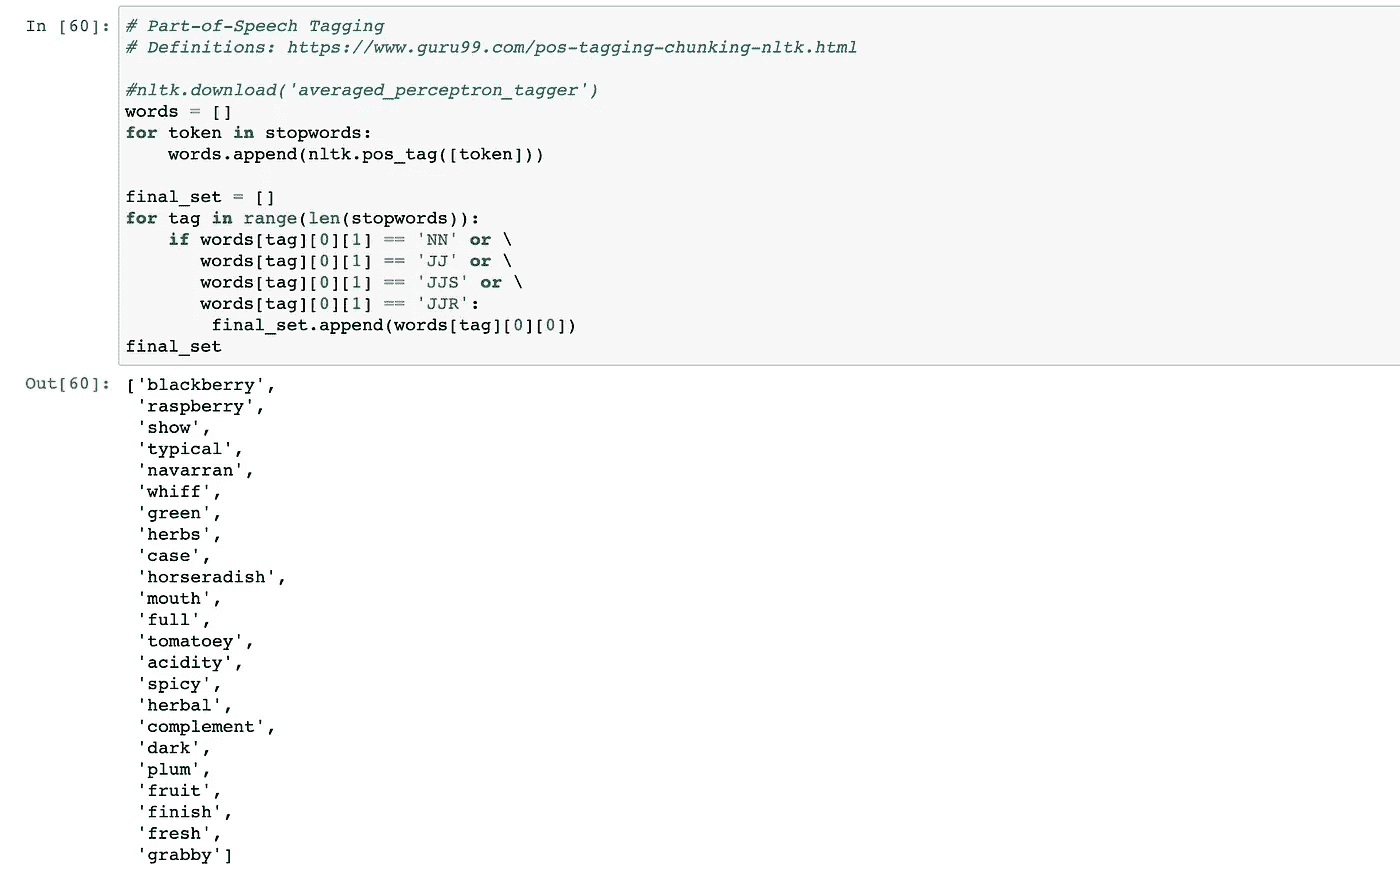 In [60]: # Part-of-Speech Tagging
# Definitions: https://www.guru99.com/pos-tagging-chunking-nltk.html

#nltk.download('averaged_perceptron_tagger')
words = []
for token in stopwords:
    words.append(nltk.pos_tag([token]))

final_set = []
for tag in range(len(stopwords)):
    if words[tag][0][1] == 'NN' or \
       words[tag][0][1] == 'JJ' or \
       words[tag][0][1] == 'JJS' or \
       words[tag][0][1] == 'JJR':
        final_set.append(words[tag][0][0])
final_set
Out[60]: ['blackberry',
 'raspberry',
 'show',
 'typical',
 'navarran',
 'whiff',
 'green',
 'herbs',
 'case',
 'horseradish',
 'mouth',
 'full',
 'tomatoey',
 'acidity',
 'spicy',
 'herbal',
 'complement',
 'dark',
 'plum',
 'fruit',
 'finish',
 'fresh',
 'grabby']